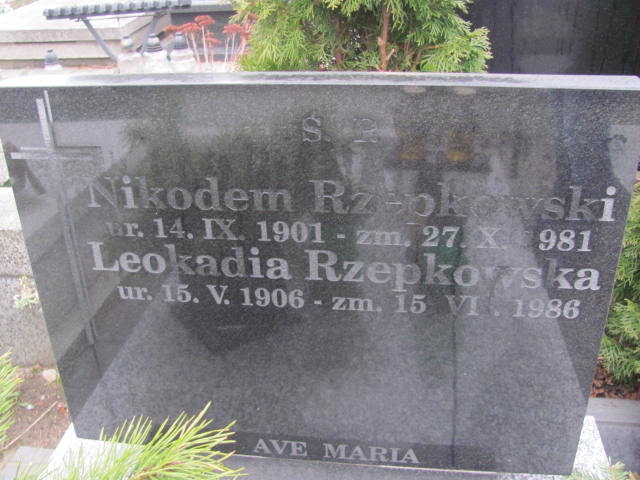 Ś. P.
Nikodem Rzepkowski
ur. 14. IX. 1901 - zm. 27. X. 1981
Leokadia Rzepkowska
ur. 15. V. 1906 - zm. 15 VI. 1986
AVE MARIA